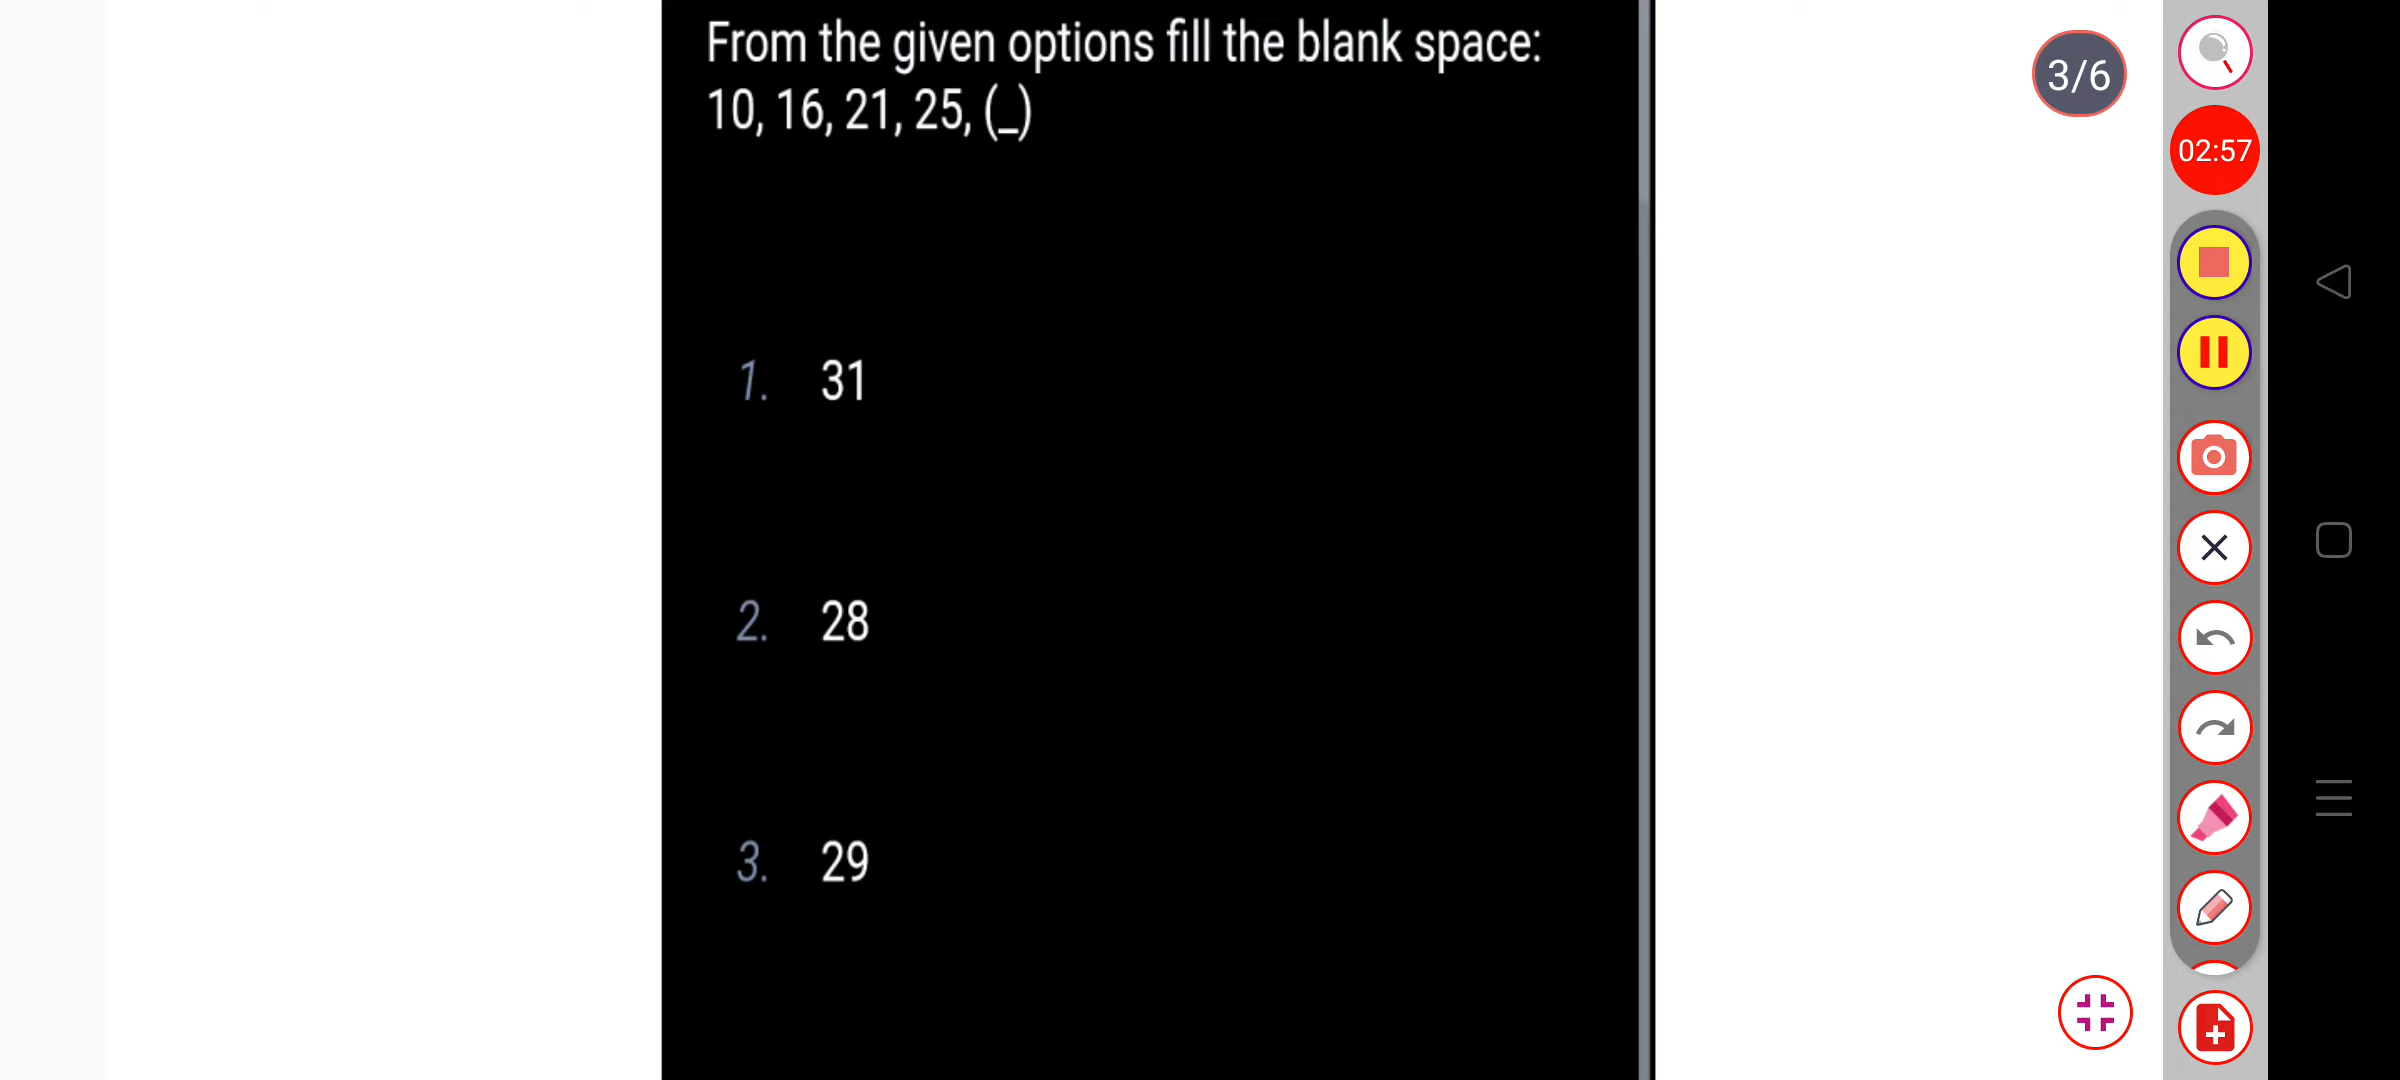 From the given options fill the blank space:
10, 16, 21, 25, (_)
3/6
02:57
1. 31
2. 28
3. 29